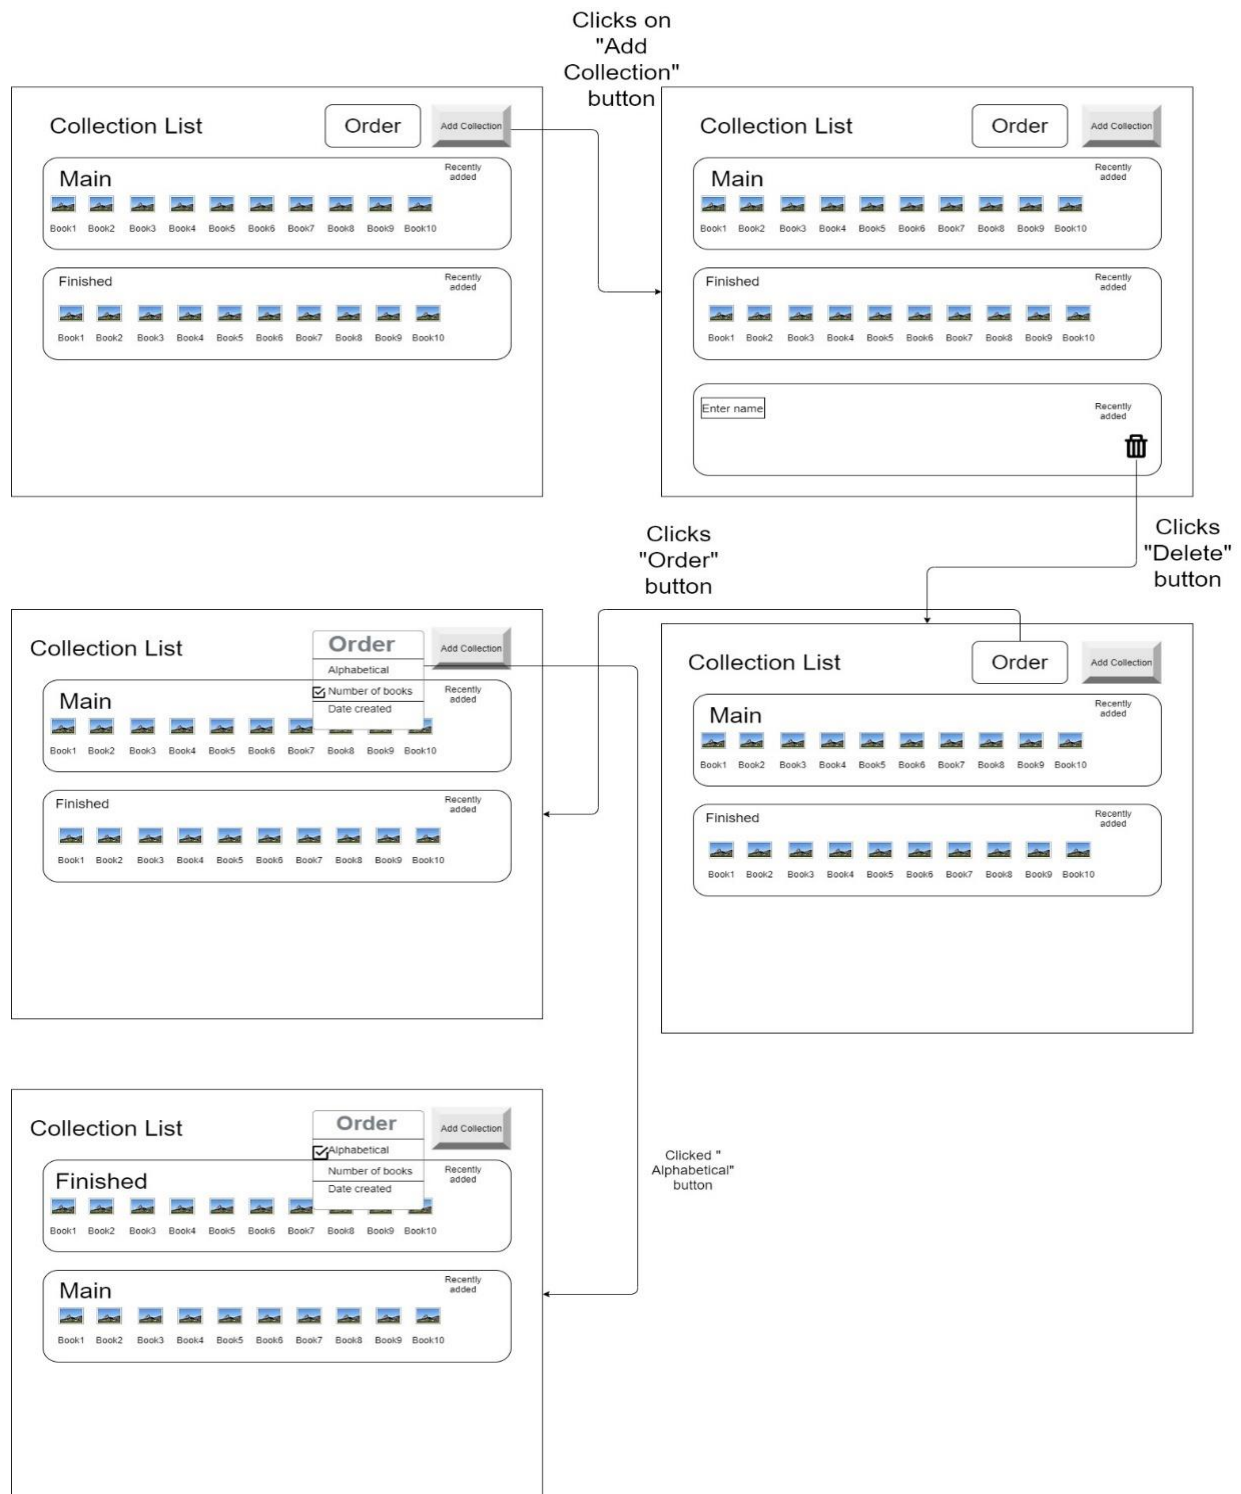 Clicks on
"Add
Collection"
button
Collection List
Order
Add Collection
Main
Recently
added
Book1 Book2 Book3 Book4 Book5 Book6 Book7 Book8 Book9 Book10
Finished
Recently
added
Book1 Book2 Book3 Book4 Book5 Book6 Book7 Book8 Book9 Book10
Collection List
Order
Add Collection
Main
Recently
added
Book1 Book2 Book3 Book4 Book5 Book6 Book7 Book8 Book9 Book10
Finished
Recently
added
Book1 Book2 Book3 Book4 Book5 Book6 Book7 Book8 Book9 Book10
Enter name
Recently
added
Clicks
"Order"
button
Clicks
"Delete"
button
Collection List
Order
Add Collection
Alphabetical
Number of books
Date created
Main
Recently
added
Book1 Book2 Book3 Book4 Book5 Book6 Book7 Book8 Book9 Book10
Finished
Recently
added
Book1 Book2 Book3 Book4 Book5 Book6 Book7 Book8 Book9 Book10
Collection List
Order
Add Collection
Main
Recently
added
Book1 Book2 Book3 Book4 Book5 Book6 Book7 Book8 Book9 Book10
Finished
Recently
added
Book1 Book2 Book3 Book4 Book5 Book6 Book7 Book8 Book9 Book10
Collection List
Order
Add Collection
Alphabetical
Number of books
Date created
Finished
Recently
added
Book1 Book2 Book3 Book4 Book5 Book6 Book7 Book8 Book9 Book10
Main
Recently
added
Book1 Book2 Book3 Book4 Book5 Book6 Book7 Book8 Book9 Book10
Clicked "
Alphabetical"
button